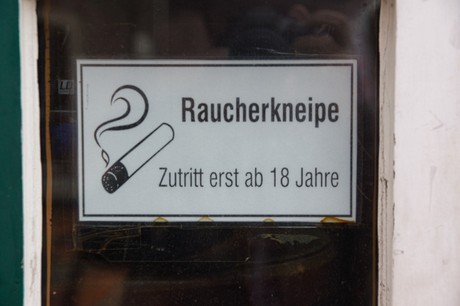 Raucherkneipe
Zutritt erst ab 18 Jahre